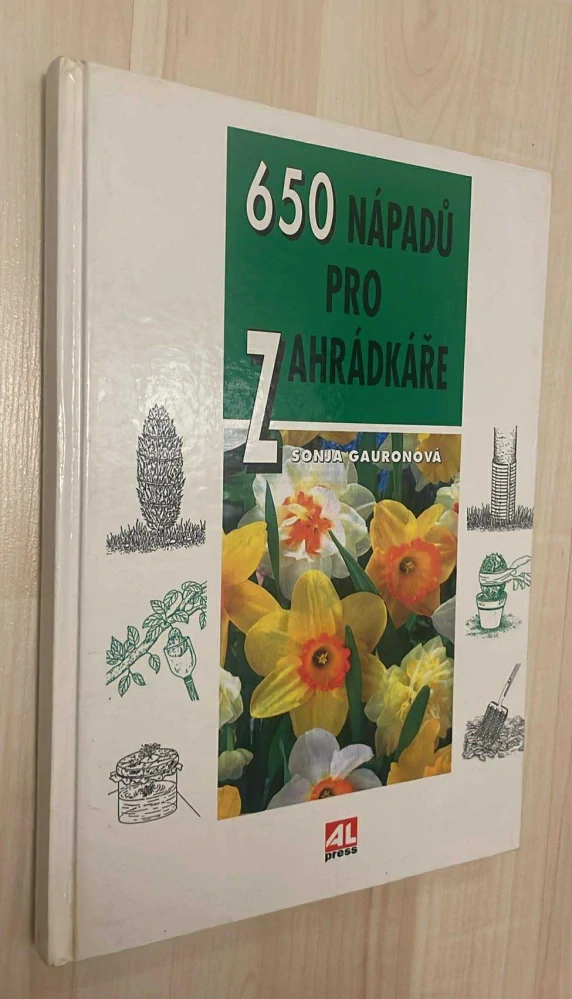 650 NÁPADŮ
PRO
ZAHRÁDKÁŘE
SONJA GAURONOVÁ
AL
press